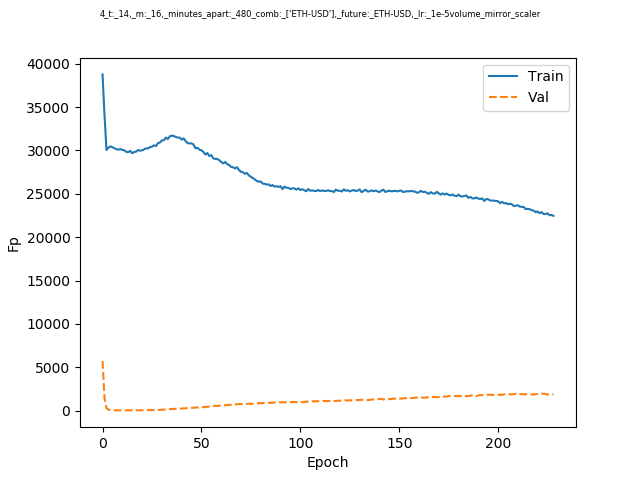 4_t:_14,_m:_16,_minutes_apart:_480_comb:_['ETH-USD'],_future:_ETH-USD,_lr:_1e-5volume_mirror_scaler
Train
Val
40000
35000
30000
25000
20000
15000
10000
5000
0
Fp
0 50 100 150 200
Epoch